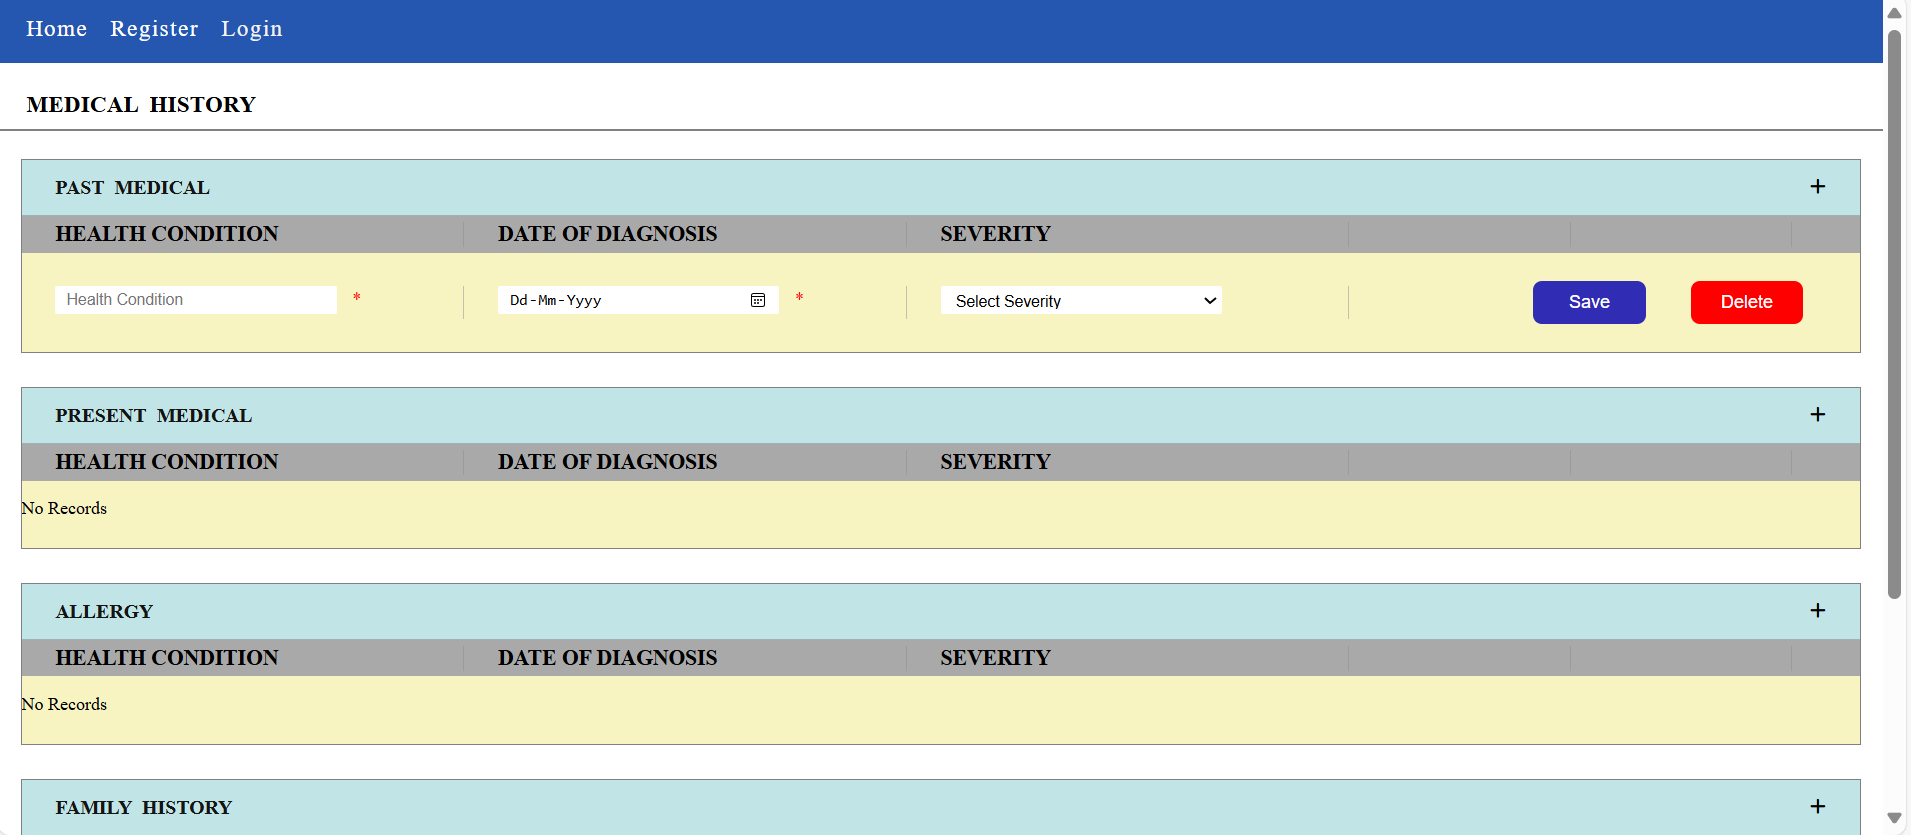 Home Register Login
MEDICAL HISTORY
PAST MEDICAL +
HEALTH CONDITION DATE OF DIAGNOSIS SEVERITY
Health Condition * Dd-Mm-Yyyy * Select Severity Save Delete
PRESENT MEDICAL +
HEALTH CONDITION DATE OF DIAGNOSIS SEVERITY
No Records
ALLERGY +
HEALTH CONDITION DATE OF DIAGNOSIS SEVERITY
No Records
FAMILY HISTORY +